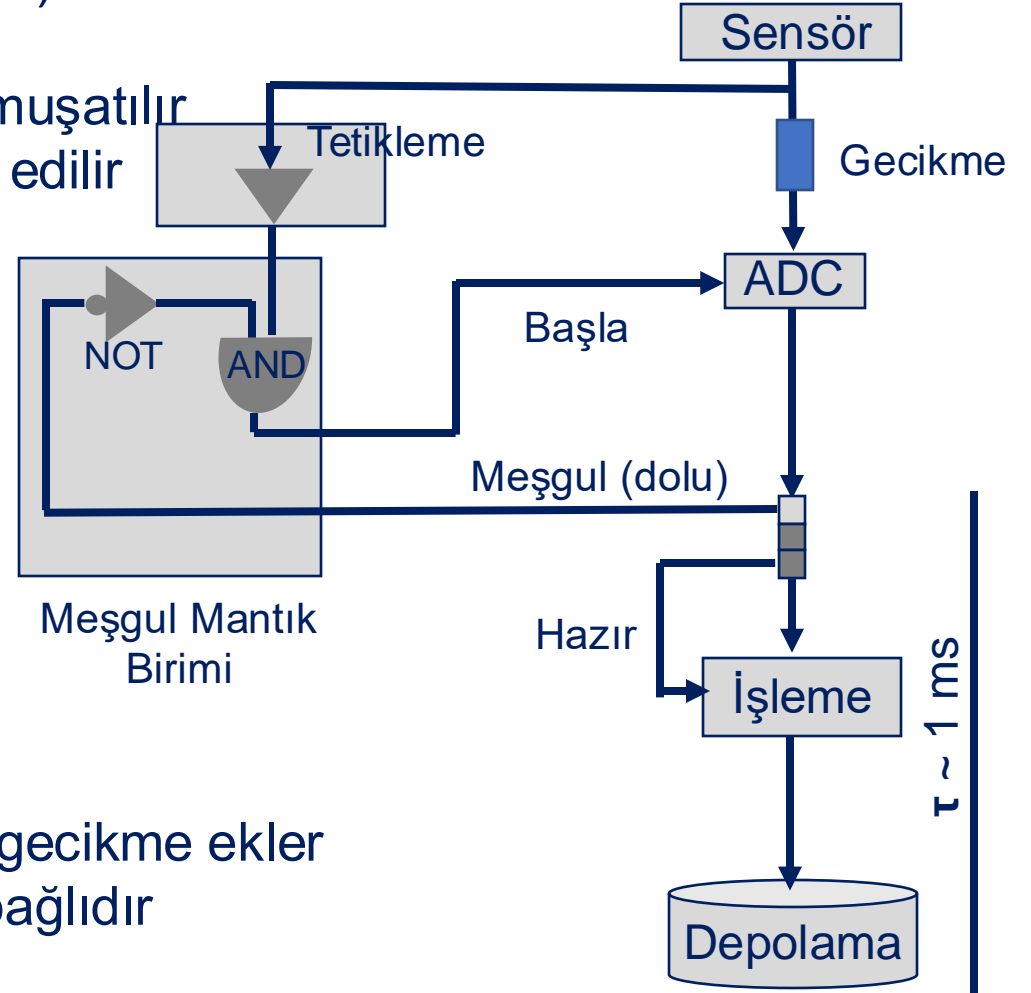 )
Sensör
muşatılır
Tetikleme
edilir
Gecikme
ADC
Başla
NOT
AND
Meşgul (dolu)
Meşgul Mantık
Birimi
Hazır
İşleme
τ ~ 1 ms
gecikme ekler
bağlıdır
Depolama